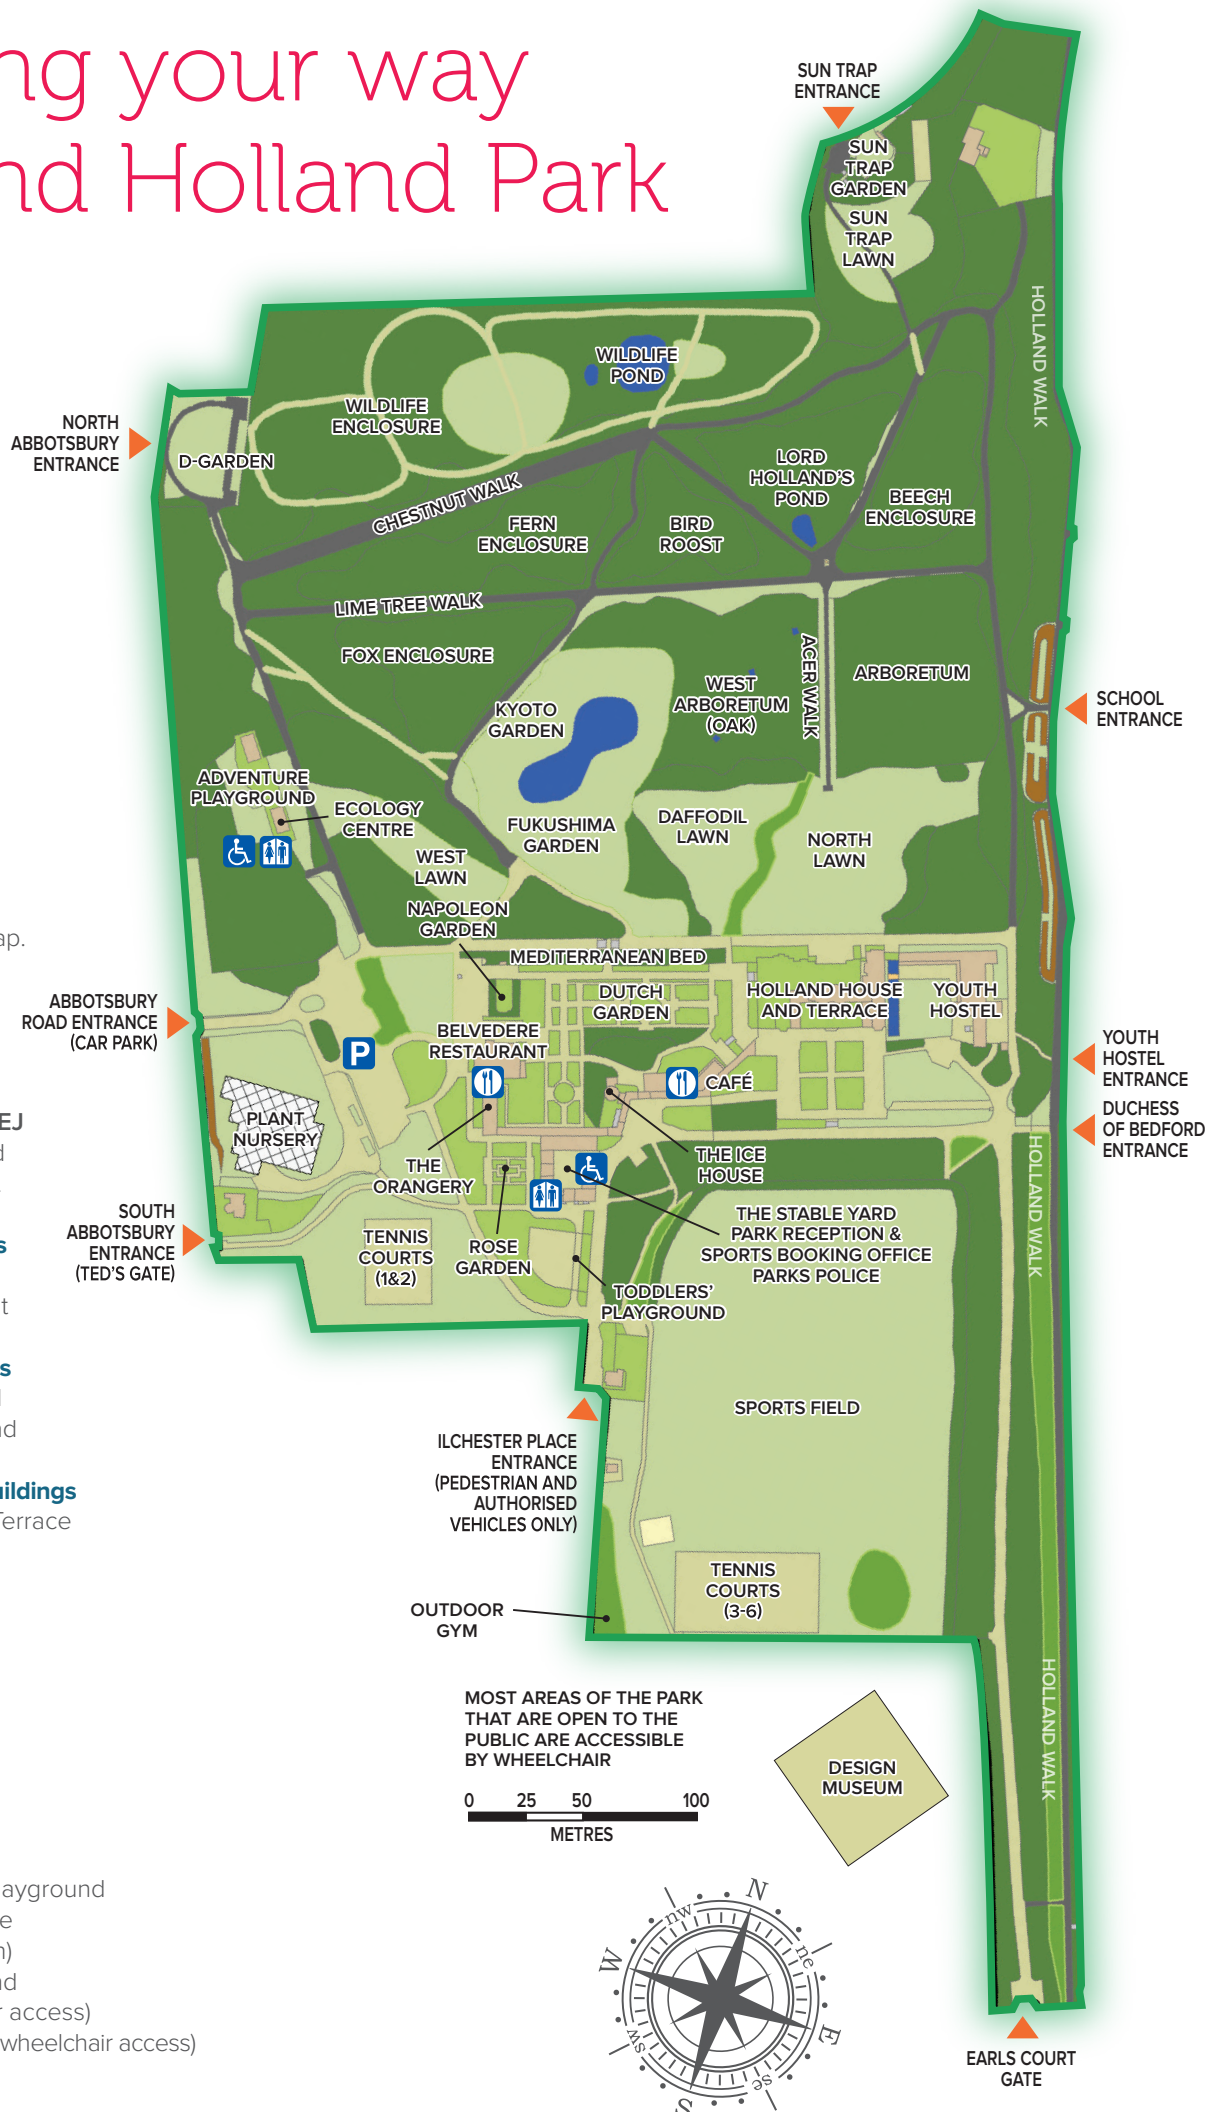 ng your way
nd Holland Park
SUN TRAP
ENTRANCE
SUN
TRAP
GARDEN
SUN
TRAP
LAWN
HOLLAND WALK
WILDLIFE
POND
WILDLIFE
ENCLOSURE
NORTH
ABBOTSBURY
ENTRANCE
D-GARDEN
CHESTNUT WALK
LORD
HOLLAND'S
POND
BEECH
ENCLOSURE
FERN
ENCLOSURE
BIRD
ROOST
LIME TREE WALK
FOX ENCLOSURE
ACER WALK
ARBORETUM
WEST
ARBORETUM
(OAK)
KYOTO
GARDEN
SCHOOL
ENTRANCE
ADVENTURE
PLAYGROUND
ECOLOGY
CENTRE
FUKUSHIMA
GARDEN
DAFFODIL
LAWN
NORTH
LAWN
WEST
LAWN
NAPOLEON
GARDEN
ap.
MEDITERRANEAN BED
DUTCH
GARDEN
HOLLAND HOUSE
AND TERRACE
YOUTH
HOSTEL
ABBOTSBURY
ROAD ENTRANCE
(CAR PARK)
BELVEDERE
RESTAURANT
P
CAFÉ
YOUTH
HOSTEL
ENTRANCE
DUCHESS
OF BEDFORD
ENTRANCE
EJ
d
PLANT
NURSERY
THE
ORANGERY
THE ICE
HOUSE
HOLLAND WALK
SOUTH
ABBOTSBURY
ENTRANCE
(TED'S GATE)
s
t
TENNIS
COURTS
(1&2)
ROSE
GARDEN
THE STABLE YARD
PARK RECEPTION &
SPORTS BOOKING OFFICE
PARKS POLICE
TODDLERS'
PLAYGROUND
s
l
nd
SPORTS FIELD
ILCHESTER PLACE
ENTRANCE
(PEDESTRIAN AND
AUTHORISED
VEHICLES ONLY)
uildings
Terrace
TENNIS
COURTS
(3-6)
OUTDOOR
GYM
MOST AREAS OF THE PARK
THAT ARE OPEN TO THE
PUBLIC ARE ACCESSIBLE
BY WHEELCHAIR
0 25 50 100
METRES
DESIGN
MUSEUM
HOLLAND WALK
ayground
e
n)
nd
r access)
wheelchair access)
N
nw
ne
W
E
sw
se
S
EARLS COURT
GATE